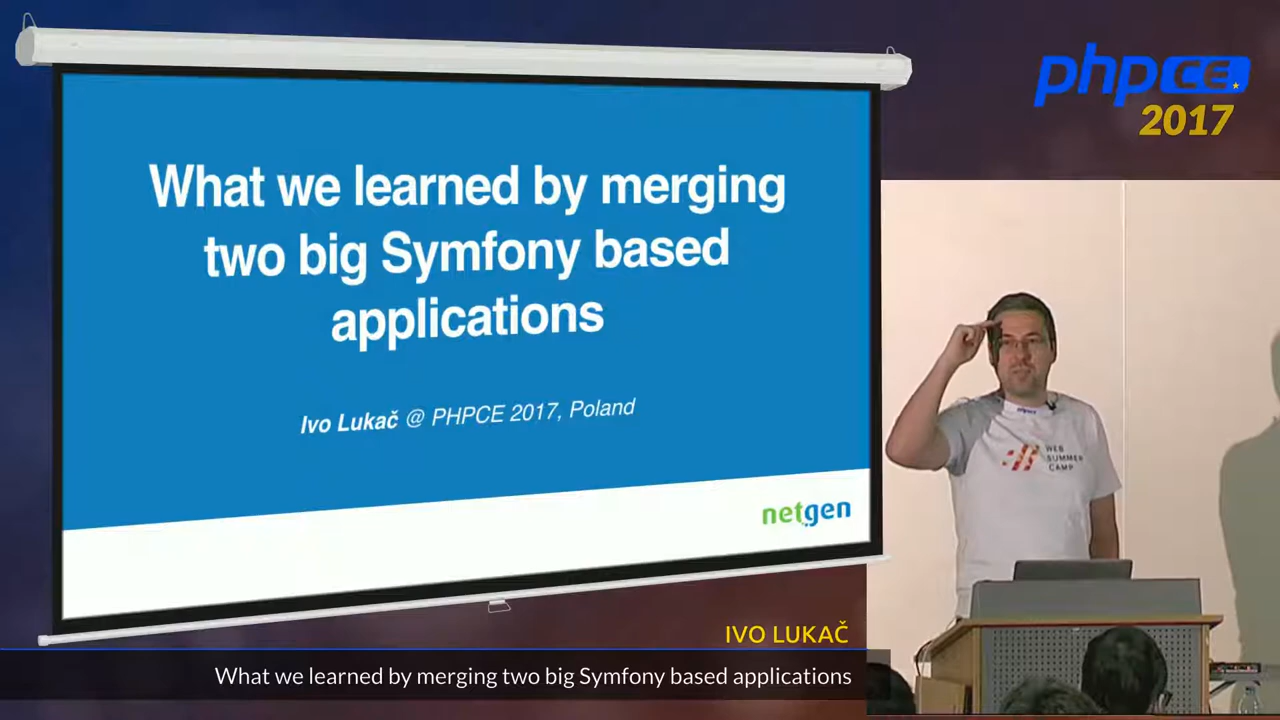 phpCE
2017
What we learned by merging
two big Symfony based
applications
Ivo Lukač @ PHPCE 2017, Poland
netgen
WEB
SUMMER
CAMP
IVO LUKAČ
What we learned by merging two big Symfony based applications